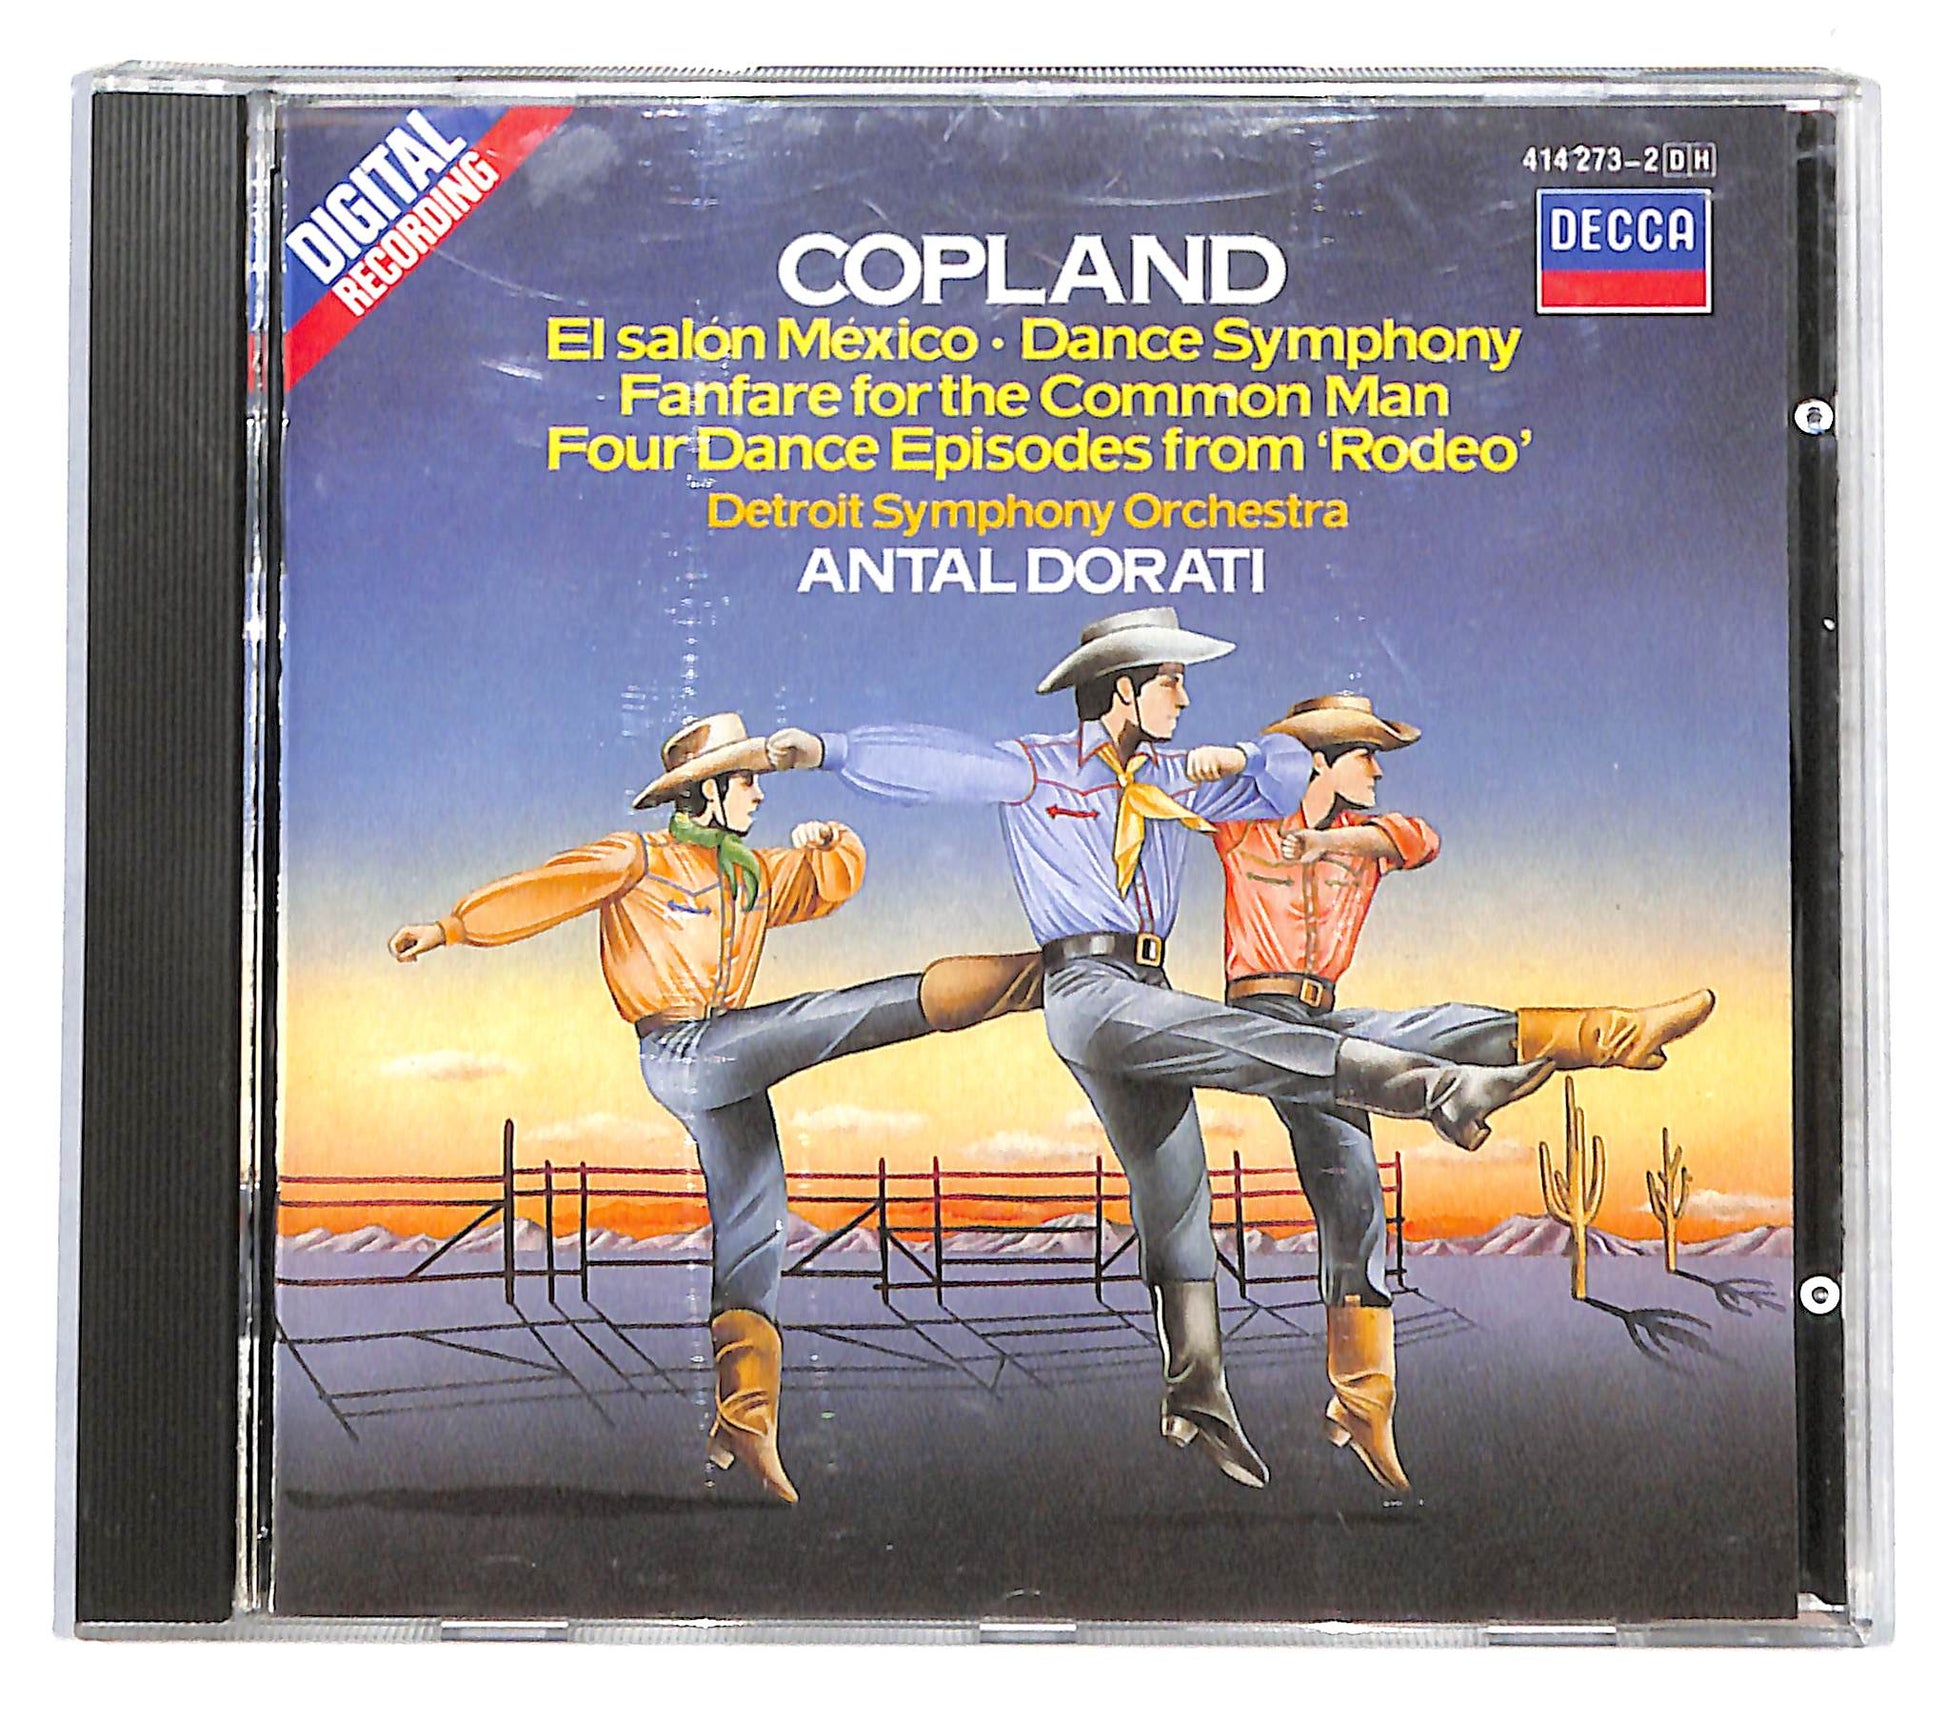 DIGITAL
RECORDING
414 273-2 DH
DECCA
COPLAND
El salón México · Dance Symphony
Fanfare for the Common Man
Four Dance Episodes from ‘Rodeo’
Detroit Symphony Orchestra
ANTAL DORATI